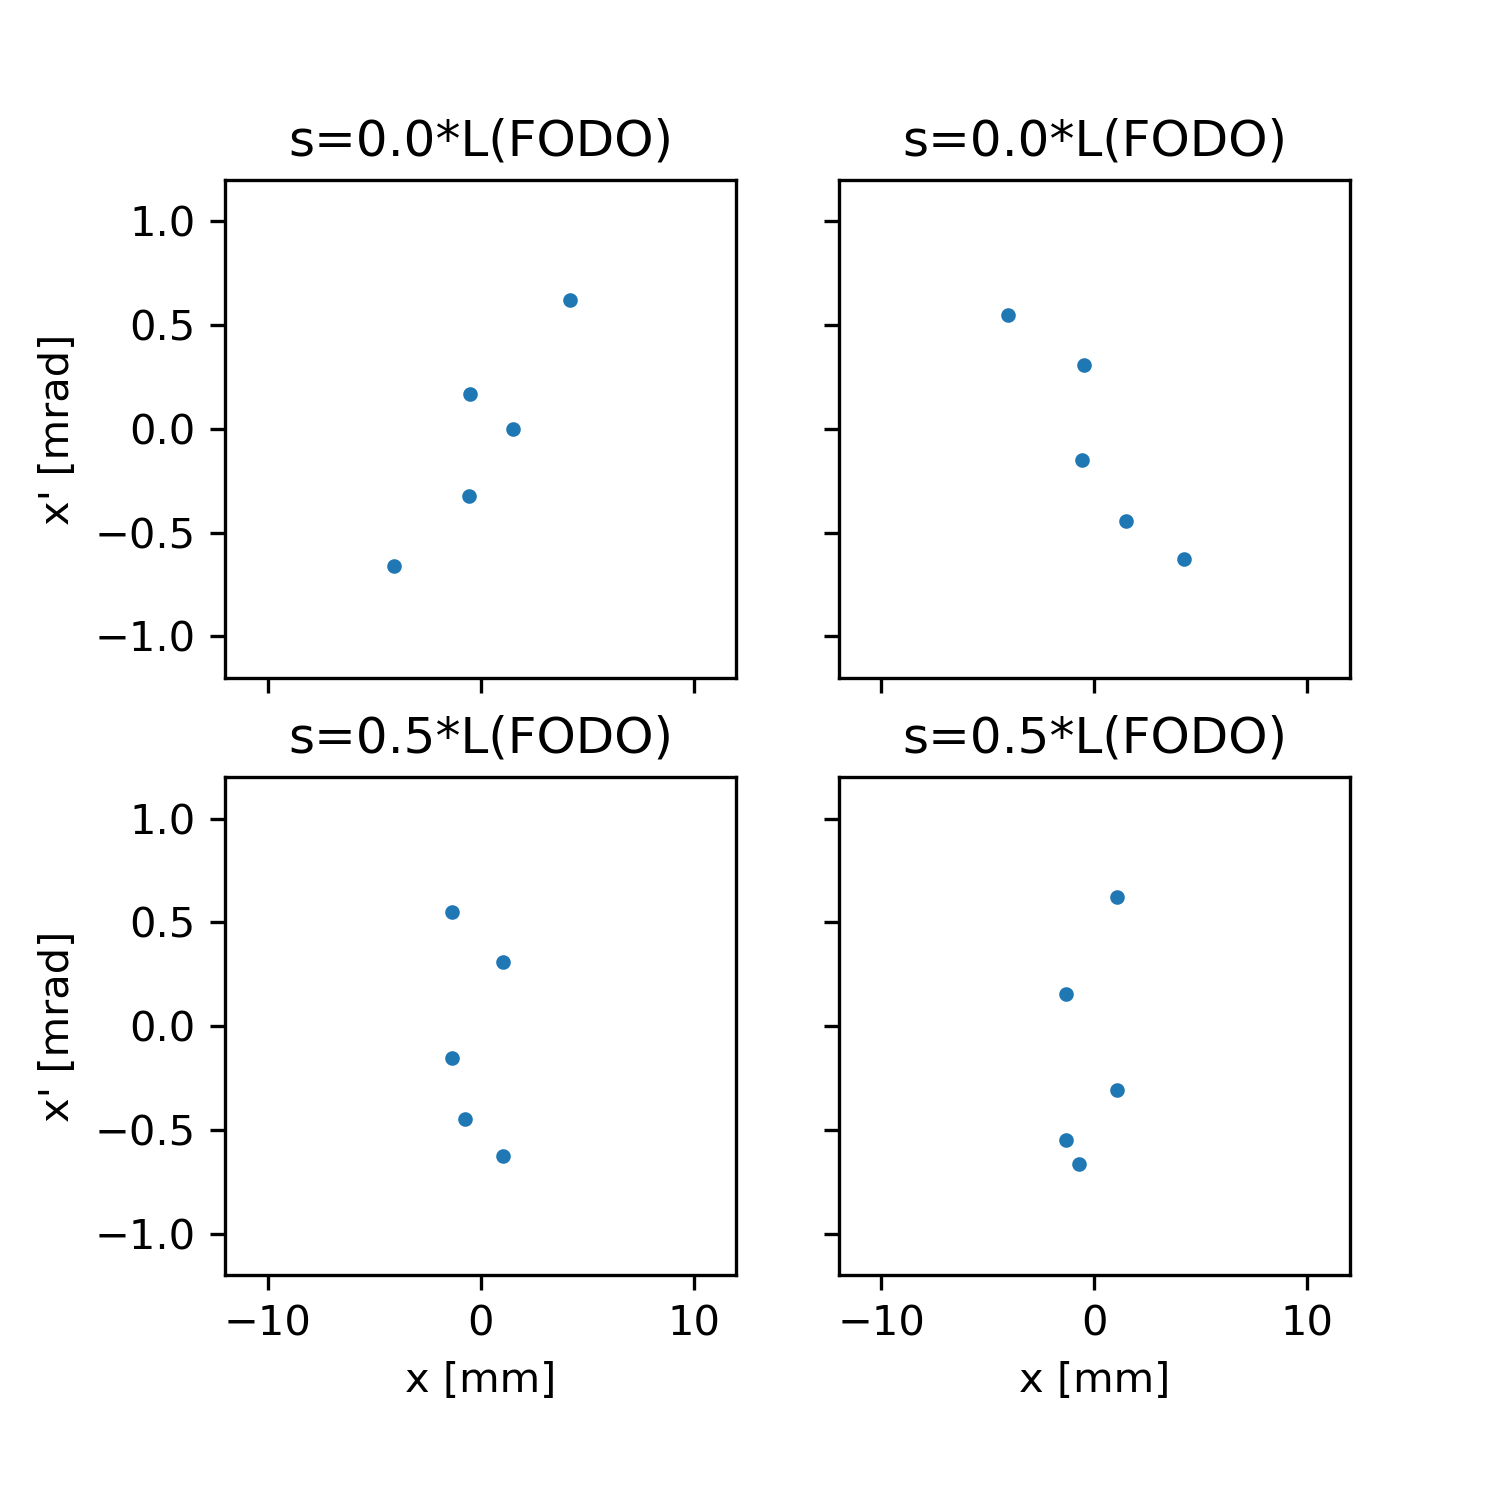 s=0.0*L(FODO) s=0.0*L(FODO)
1.0
0.5
0.0
−0.5
−1.0
x' [mrad]
s=0.5*L(FODO) s=0.5*L(FODO)
1.0
0.5
0.0
−0.5
−1.0
x' [mrad]
−10 0 10 −10 0 10
x [mm] x [mm]